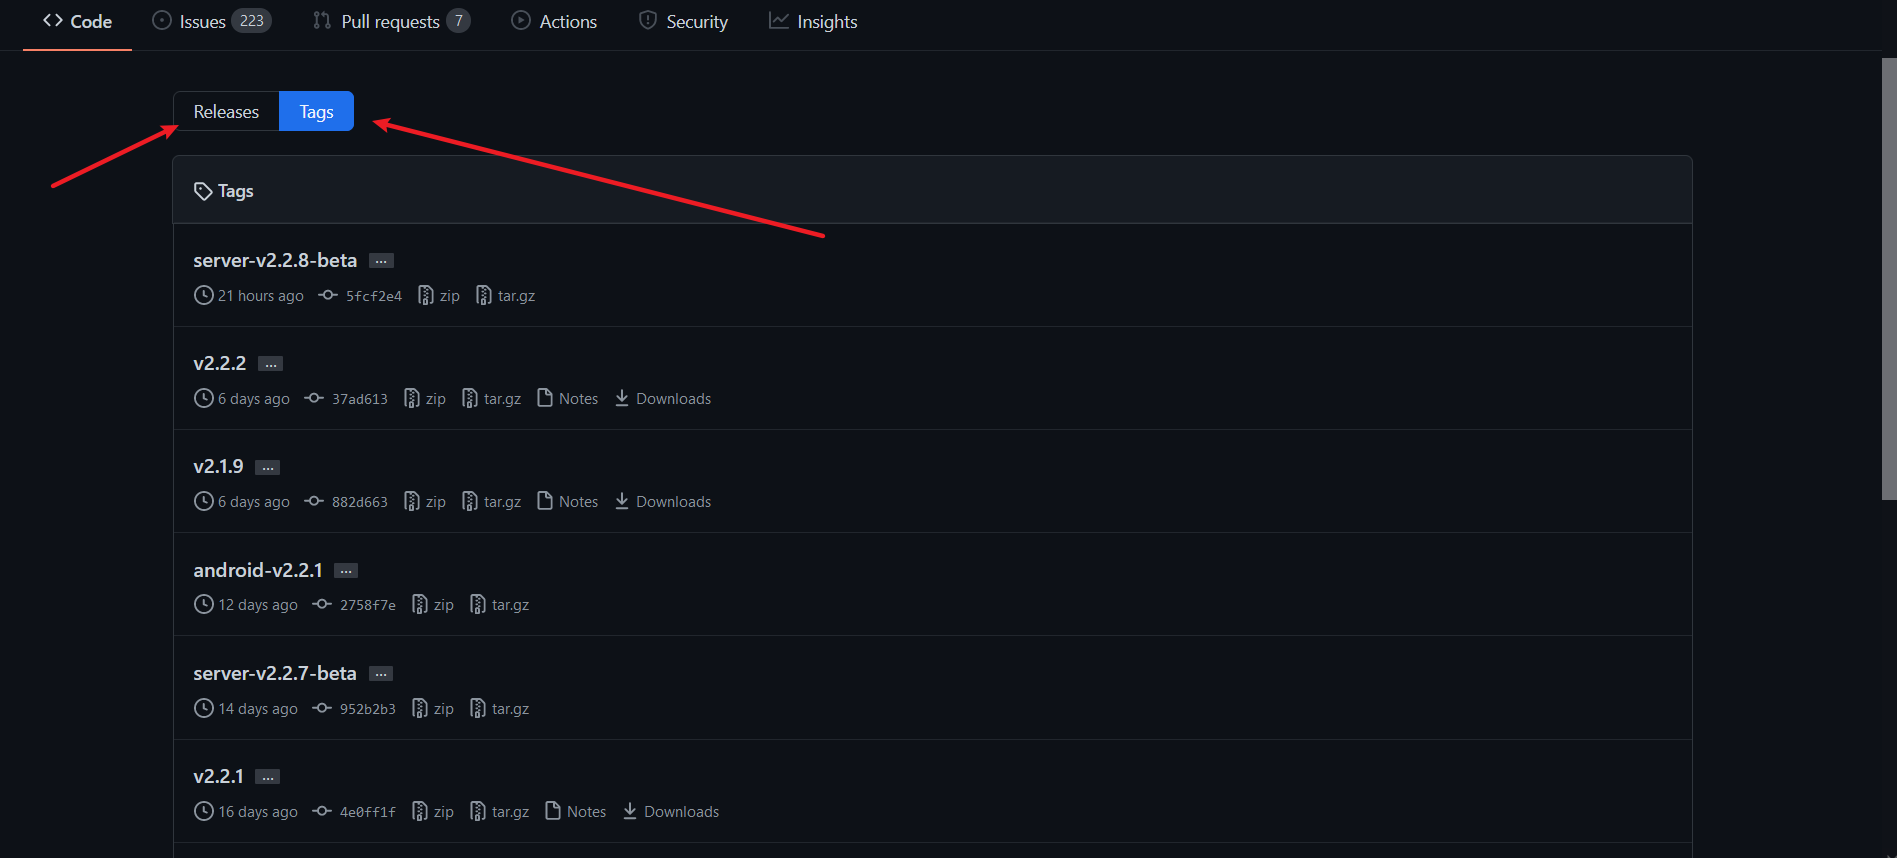 Code Issues 223 Pull requests 7 Actions Security Insights
Releases Tags
Tags
server-v2.2.8-beta ...
21 hours ago 5fcf2e4 zip tar.gz
v2.2.2 ...
6 days ago 37ad613 zip tar.gz Notes Downloads
v2.1.9 ...
6 days ago 882d663 zip tar.gz Notes Downloads
android-v2.2.1 ...
12 days ago 2758f7e zip tar.gz
server-v2.2.7-beta ...
14 days ago 952b2b3 zip tar.gz
v2.2.1 ...
16 days ago 4e0ff1f zip tar.gz Notes Downloads